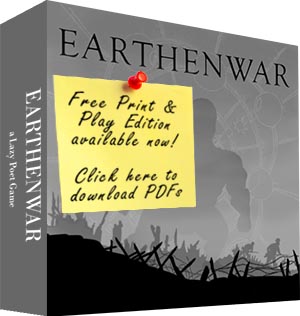 EARTHENWAR
Free Print &
Play Edition
available now!
Click here to
download PDFs
EARTHENWAR
a Lazy Poet Game